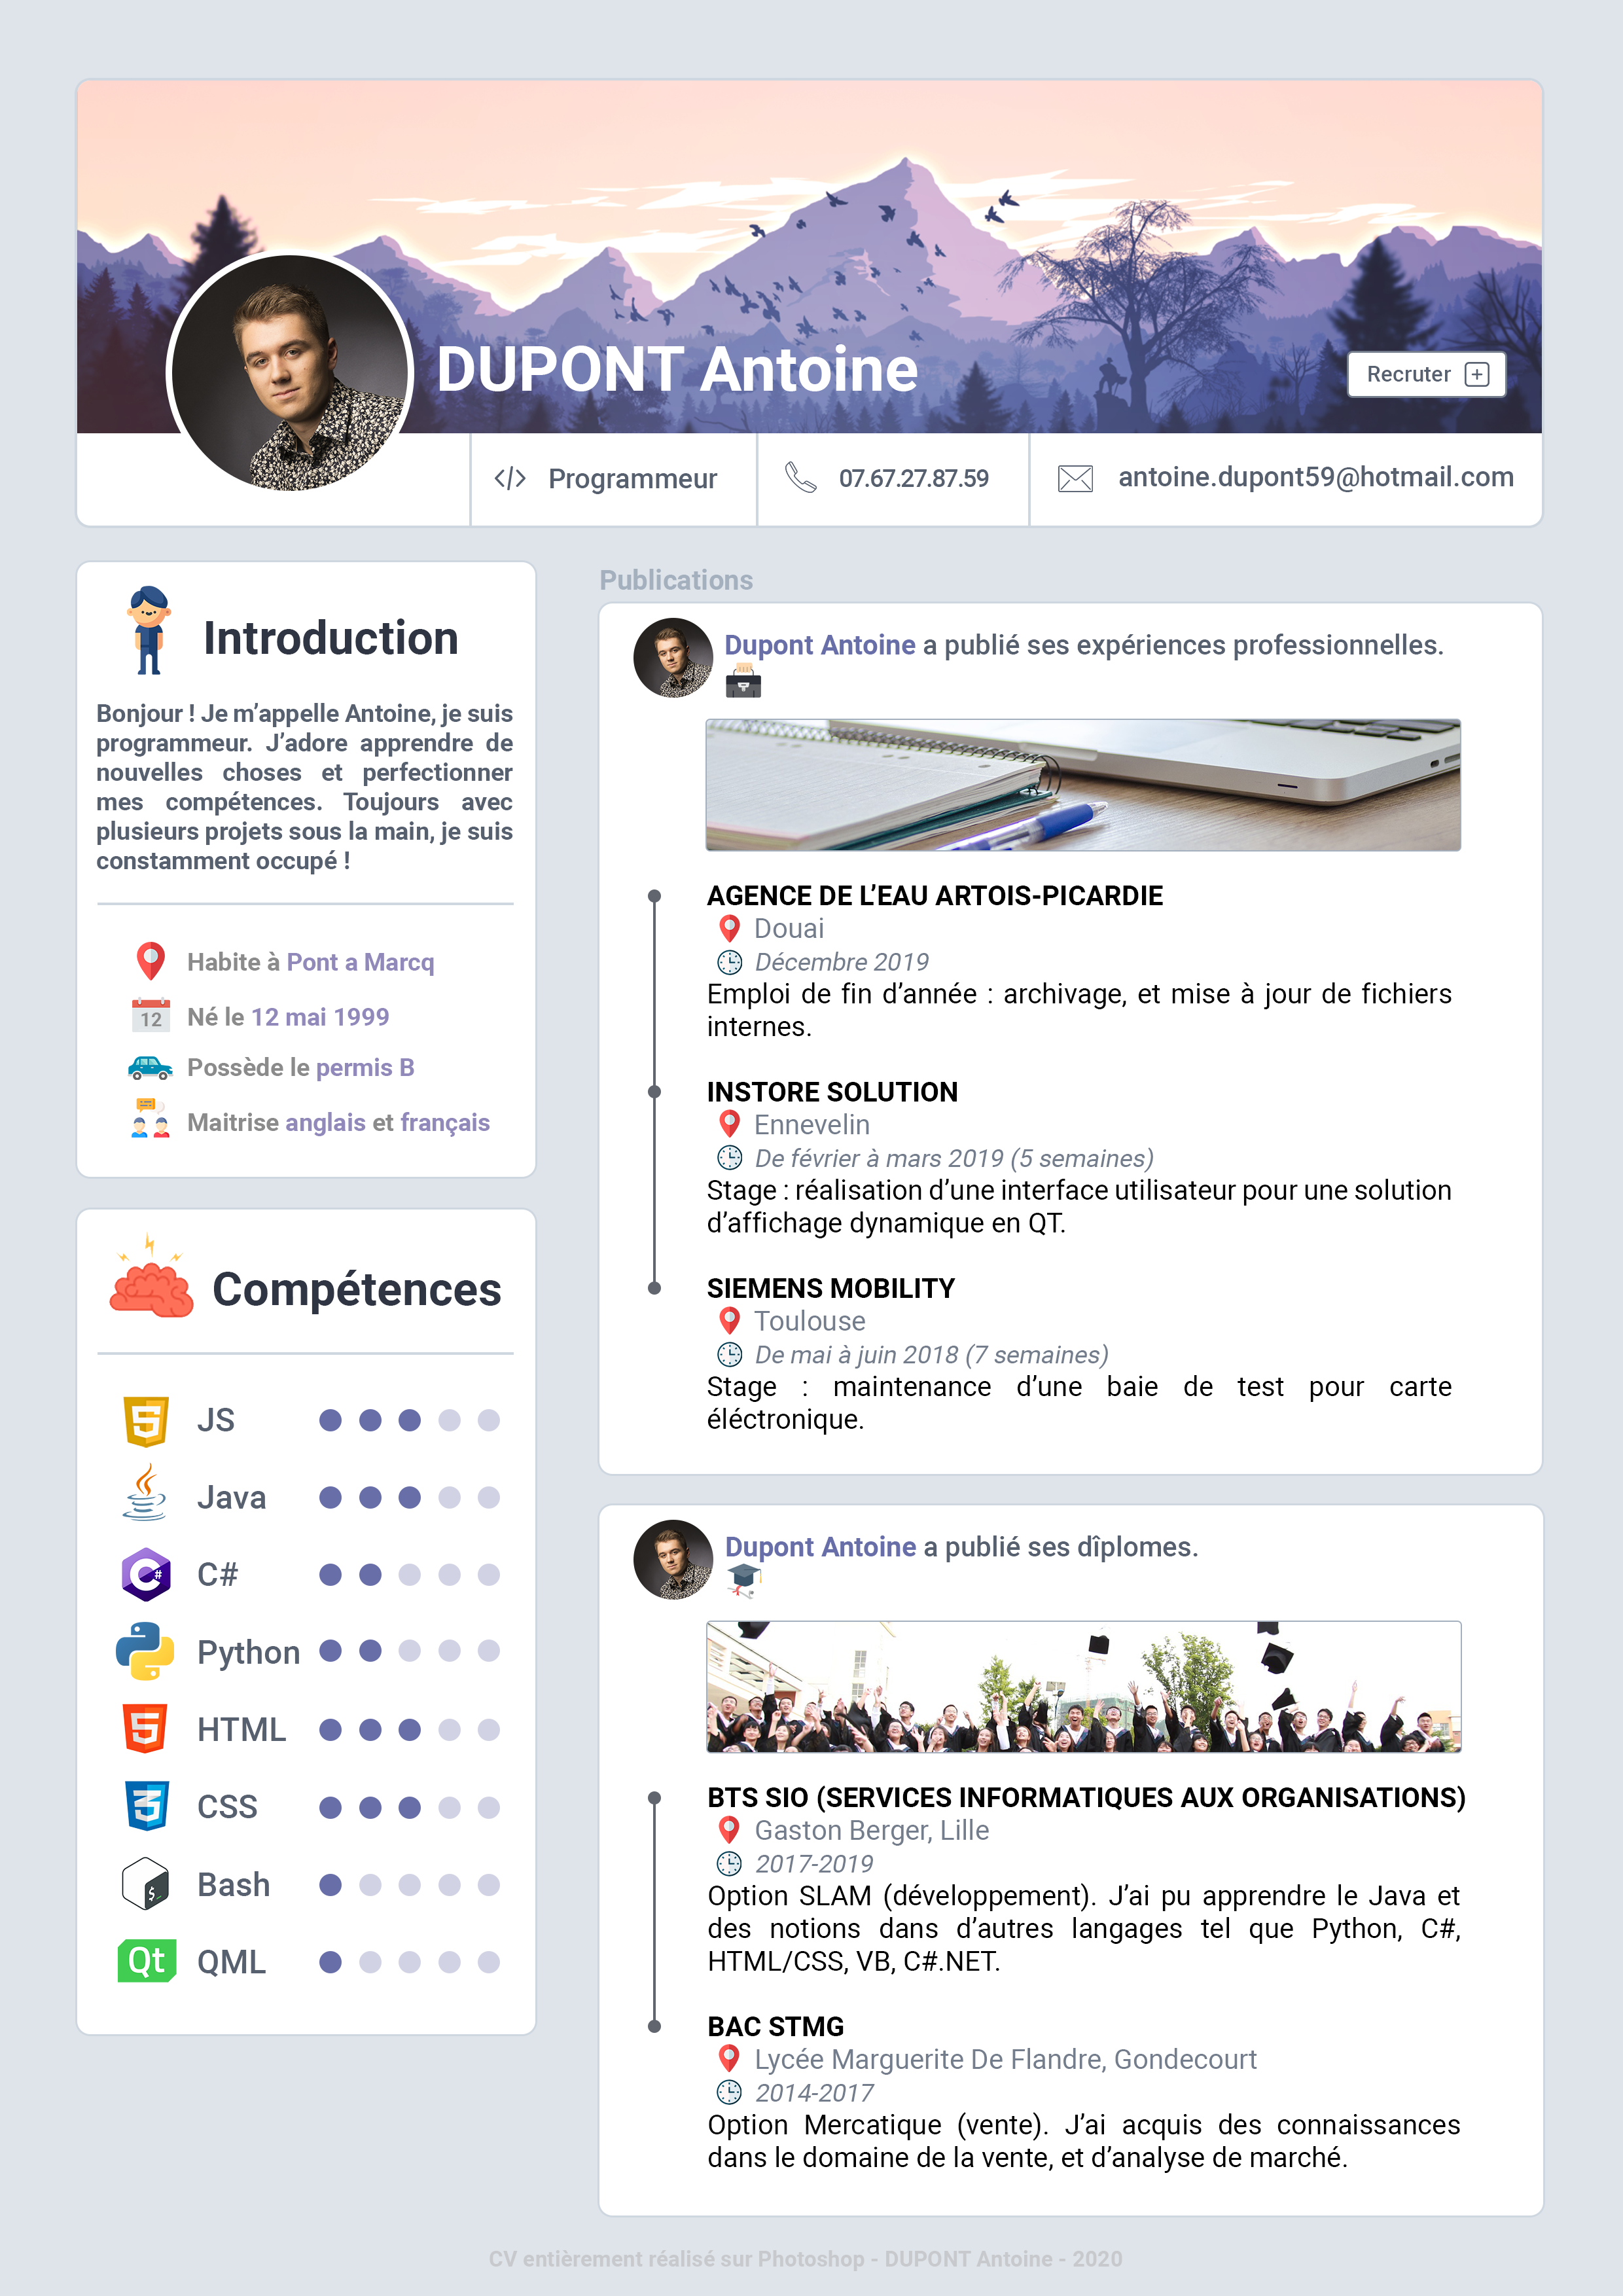 DUPONT Antoine
Recruter
Programmeur
07.67.27.87.59
antoine.dupont59@hotmail.com
Introduction
Bonjour ! Je m’appelle Antoine, je suis
programmeur. J’adore apprendre de
nouvelles choses et perfectionner
mes compétences. Toujours avec
plusieurs projets sous la main, je suis
constamment occupé !
Habite à Pont a Marcq
12
Né le 12 mai 1999
Possède le permis B
Maitrise anglais et français
Compétences
JS
Java
C#
Python
HTML
CSS
Bash
Qt
QML
Publications
Dupont Antoine a publié ses expériences professionnelles.
AGENCE DE L’EAU ARTOIS-PICARDIE
Douai
Décembre 2019
Emploi de fin d’année : archivage, et mise à jour de fichiers
internes.
INSTORE SOLUTION
Ennevelin
De février à mars 2019 (5 semaines)
Stage : réalisation d’une interface utilisateur pour une solution
d’affichage dynamique en QT.
SIEMENS MOBILITY
Toulouse
De mai à juin 2018 (7 semaines)
Stage : maintenance d’une baie de test pour carte
éléctronique.
Dupont Antoine a publié ses dîplomes.
BTS SIO (SERVICES INFORMATIQUES AUX ORGANISATIONS)
Gaston Berger, Lille
2017-2019
Option SLAM (développement). J’ai pu apprendre le Java et
des notions dans d’autres langages tel que Python, C#,
HTML/CSS, VB, C#.NET.
BAC STMG
Lycée Marguerite De Flandre, Gondecourt
2014-2017
Option Mercatique (vente). J’ai acquis des connaissances
dans le domaine de la vente, et d’analyse de marché.
CV entièrement réalisé sur Photoshop - DUPONT Antoine - 2020